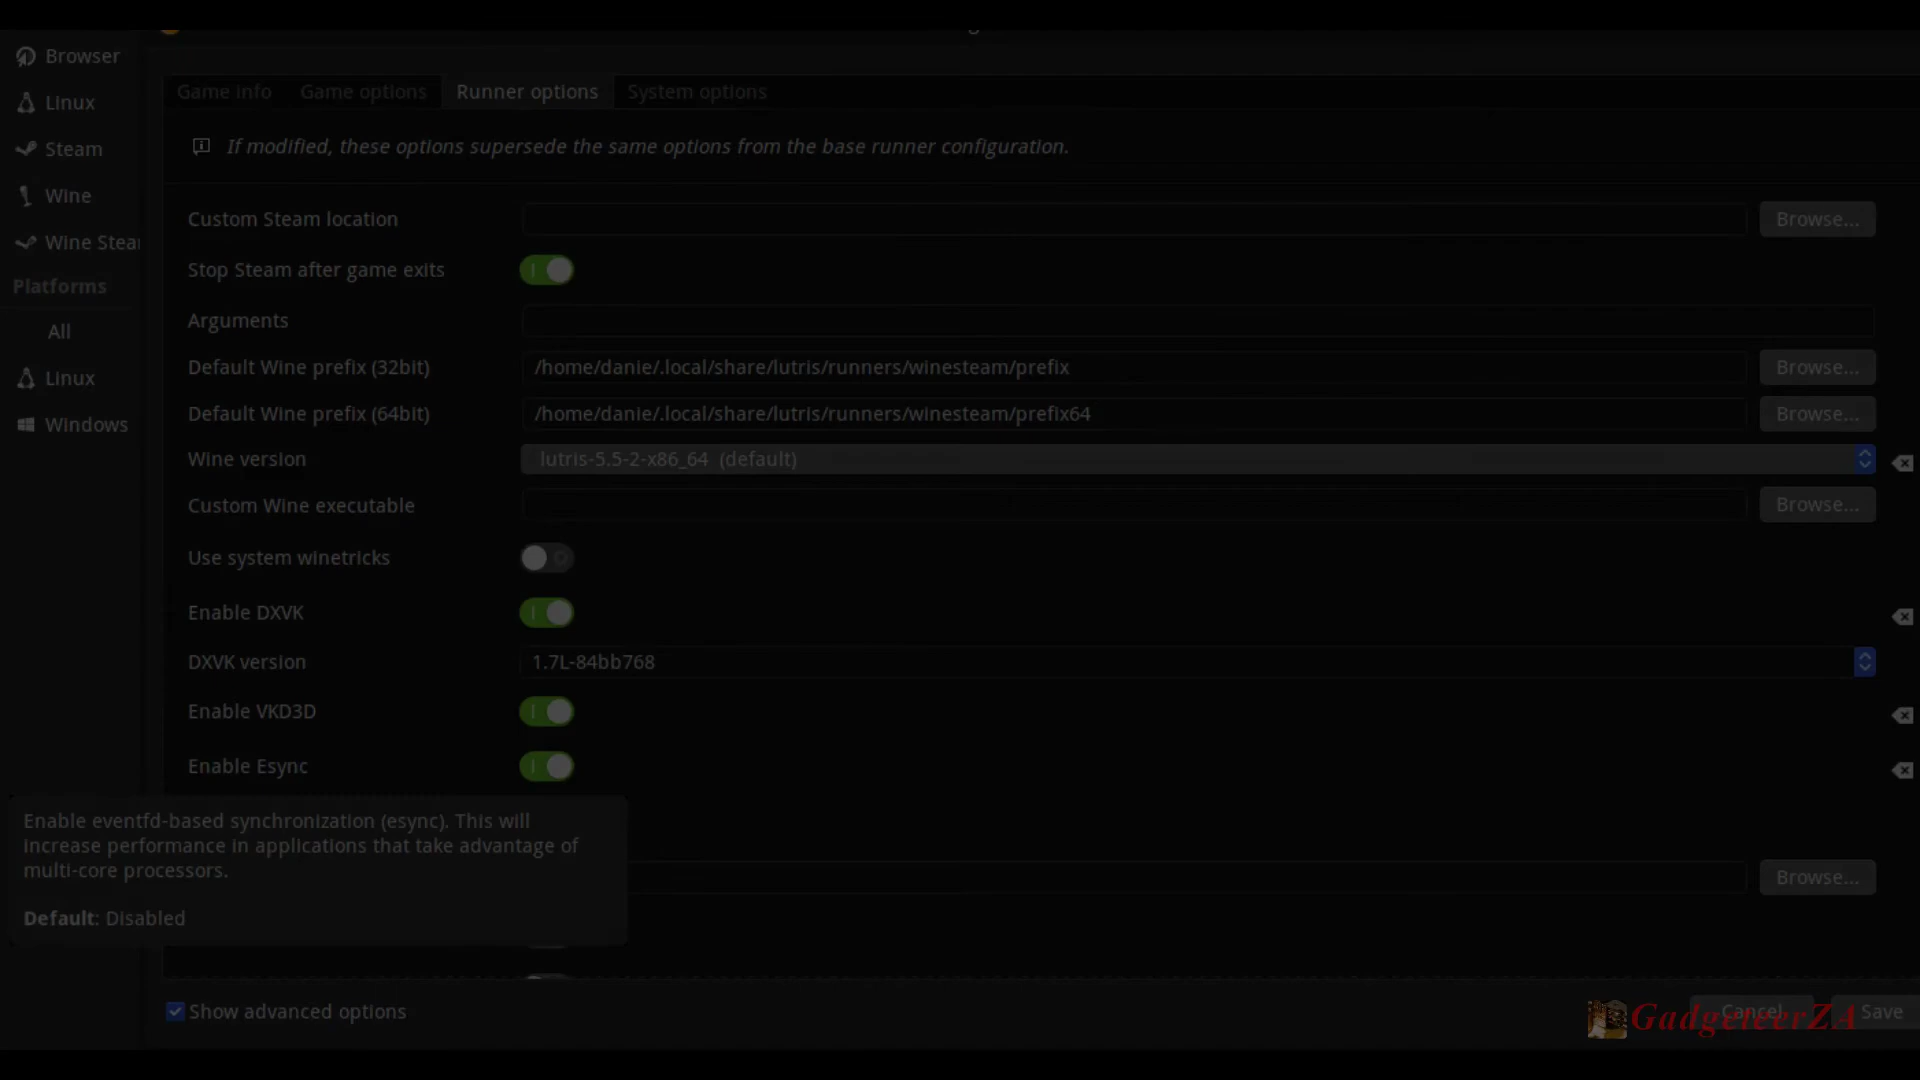 Browser
Linux
Steam
Wine
Wine Stea
Platforms
All
Linux
Windows
Game info
Game options
Runner options
System options
If modified, these options supersede the same options from the base runner configuration.
Custom Steam location
Browse...
Stop Steam after game exits
Arguments
Default Wine prefix (32bit)
/home/danie/.local/share/lutris/runners/winesteam/prefix
Browse...
Default Wine prefix (64bit)
/home/danie/.local/share/lutris/runners/winesteam/prefix64
Browse...
Wine version
lutris-5.5-2-x86_64 (default)
Custom Wine executable
Browse...
Use system winetricks
Enable DXVK
DXVK version
1.7L-84bb768
Enable VKD3D
Enable Esync
Enable eventfd-based synchronization (esync). This will
increase performance in applications that take advantage of
multi-core processors.
Default: Disabled
Browse...
Show advanced options
Cancel
Save
GadgeteerZA